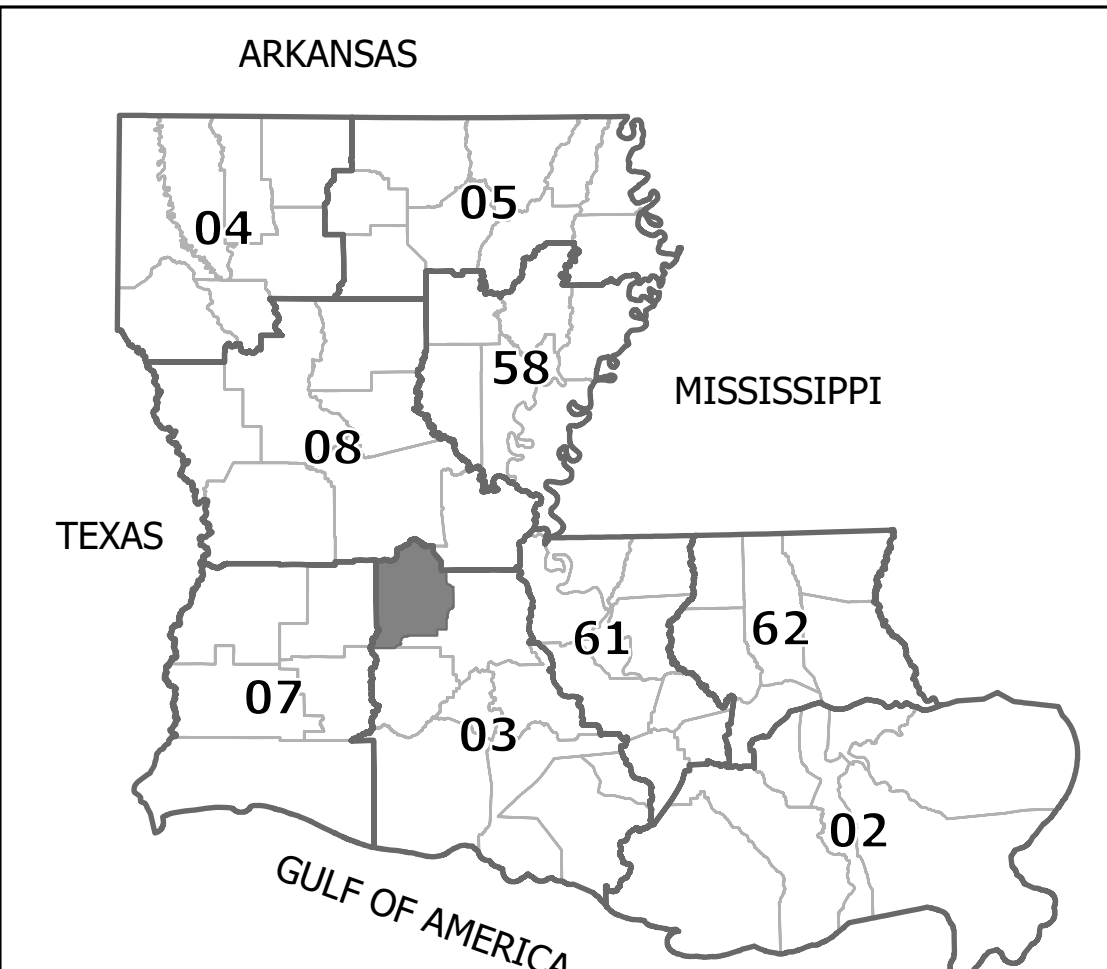 ARKANSAS
05
04
58
MISSISSIPPI
08
TEXAS
62
61
07
03
02
GULF OF AMERICA